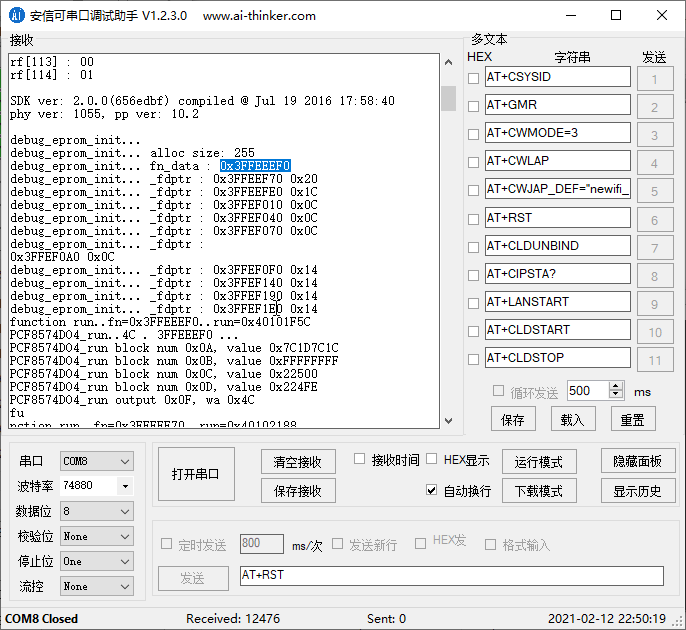 安信可串口调试助手 V1.2.3.0 www.ai-thinker.com
接收
rf[113] : 00
rf[114] : 01
SDK ver: 2.0.0(656edbf) compiled @ Jul 19 2016 17:58:40
phy ver: 1055, pp ver: 10.2
debug_eprom_init...
debug_eprom_init... alloc size: 255
debug_eprom_init... fn_data : 0x3FFEEEF0
debug_eprom_init... _fdptr : 0x3FFEEF70 0x20
debug_eprom_init... _fdptr : 0x3FFEEFE0 0x1C
debug_eprom_init... _fdptr : 0x3FFEF010 0x0C
debug_eprom_init... _fdptr : 0x3FFEF040 0x0C
debug_eprom_init... _fdptr : 0x3FFEF070 0x0C
debug_eprom_init... _fdptr :
0x3FFEF0A0 0x0C
debug_eprom_init... _fdptr : 0x3FFEF0F0 0x14
debug_eprom_init... _fdptr : 0x3FFEF140 0x14
debug_eprom_init... _fdptr : 0x3FFEF190 0x14
debug_eprom_init... _fdptr : 0x3FFEF1E0 0x14
function run..fn=0x3FFEEEF0..run=0x40101F5C
PCF8574DO4_run..4C . 3FFEEEF0 ...
PCF8574DO4_run block num 0x0A, value 0x7C1D7C1C
PCF8574DO4_run block num 0x0B, value 0xFFFFFFFF
PCF8574DO4_run block num 0x0C, value 0x22500
PCF8574DO4_run block num 0x0D, value 0x224FE
PCF8574DO4_run output 0x0F, wa 0x4C
fu
nction run..fn=0x3FFEEF70..run=0x40102188
多文本
HEX 字符串 发送
AT+CSYSID 1
AT+GMR 2
AT+CWMODE=3 3
AT+CWLAP 4
AT+CWJAP_DEF="newifi_ 5
AT+RST 6
AT+CLDUNBIND 7
AT+CIPSTA? 8
AT+LANSTART 9
AT+CLDSTART 10
AT+CLDSTOP 11
循环发送 500 ms
保存 载入 重置
串口 COM8
波特率 74880
数据位 8
校验位 None
停止位 One
流控 None
打开串口
清空接收 接收时间 HEX显示 运行模式 隐藏面板
保存接收 自动换行 下载模式 显示历史
定时发送 800 ms/次 发送新行 HEX发 格式输入
发送 AT+RST
COM8 Closed Received: 12476 Sent: 0 2021-02-12 22:50:19